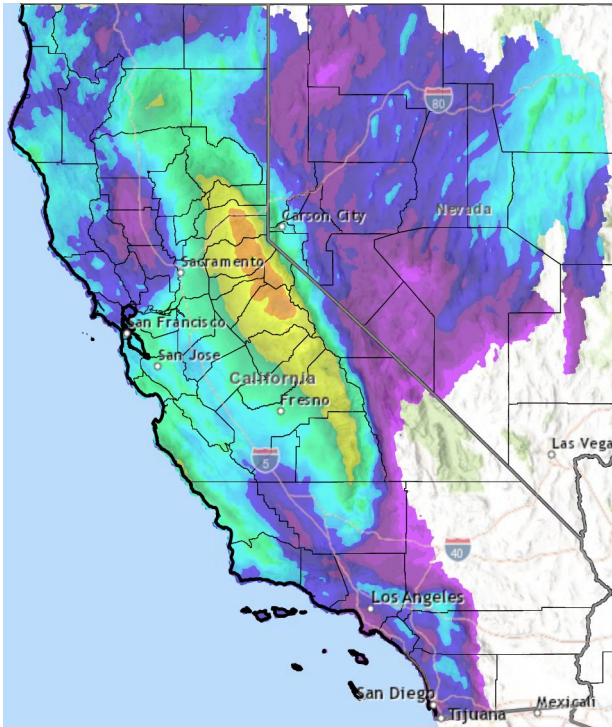 80
Carson City
Nevada
Sacramento
San Francisco
San Jose
California
Fresno
5
Las Vega
40
Los Angeles
San Diego
Tijuana
Mexicali